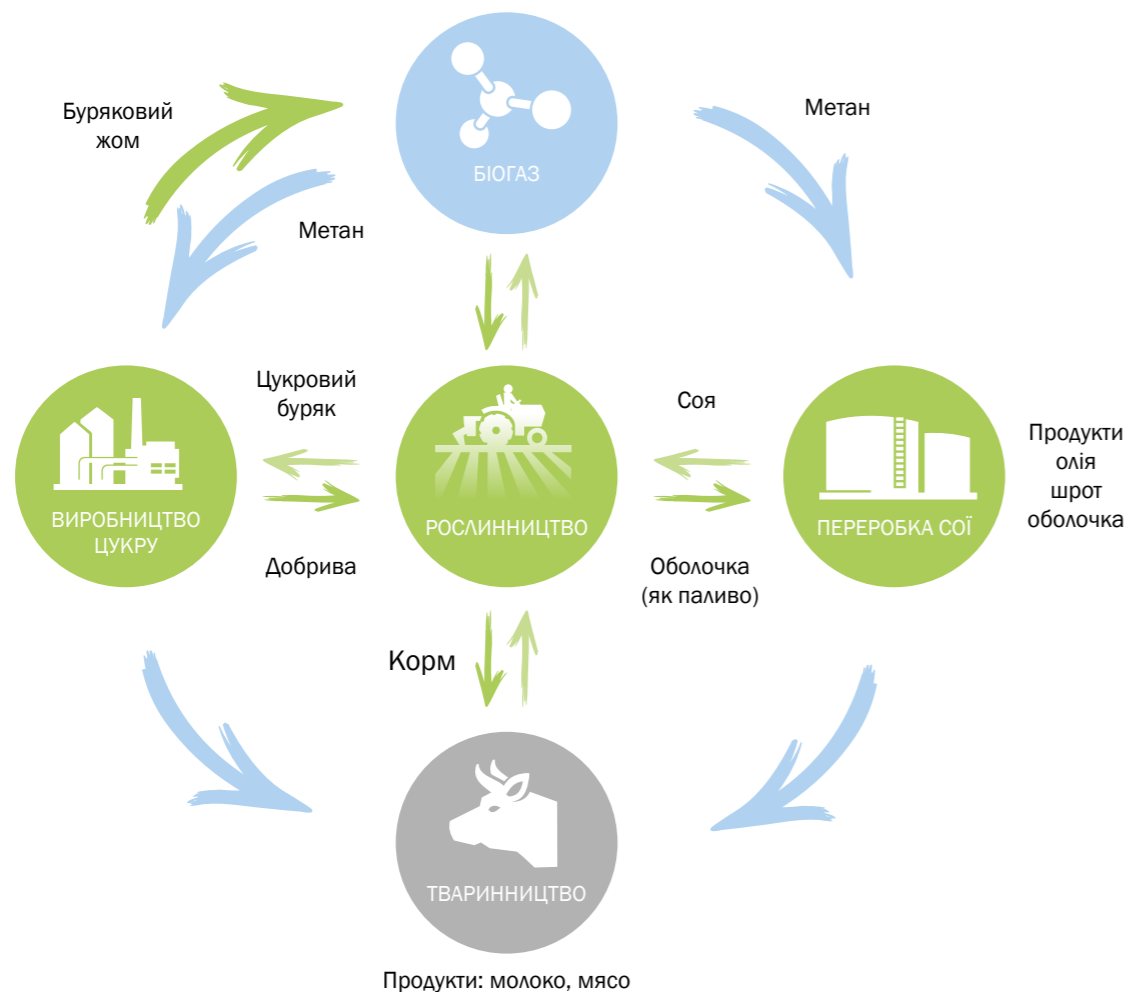 Буряковий
жом
Метан
БІОГАЗ
Метан
Цукровий
буряк
Соя
Продукти
олія
шрот
оболочка
ВИРОБНИЦТВО
ЦУКРУ
РОСЛИННИЦТВО
ПЕРЕРОБКА СОЇ
Добрива
Оболочка
(як паливо)
Корм
ТВАРИННИЦТВО
Продукти: молоко, мясо